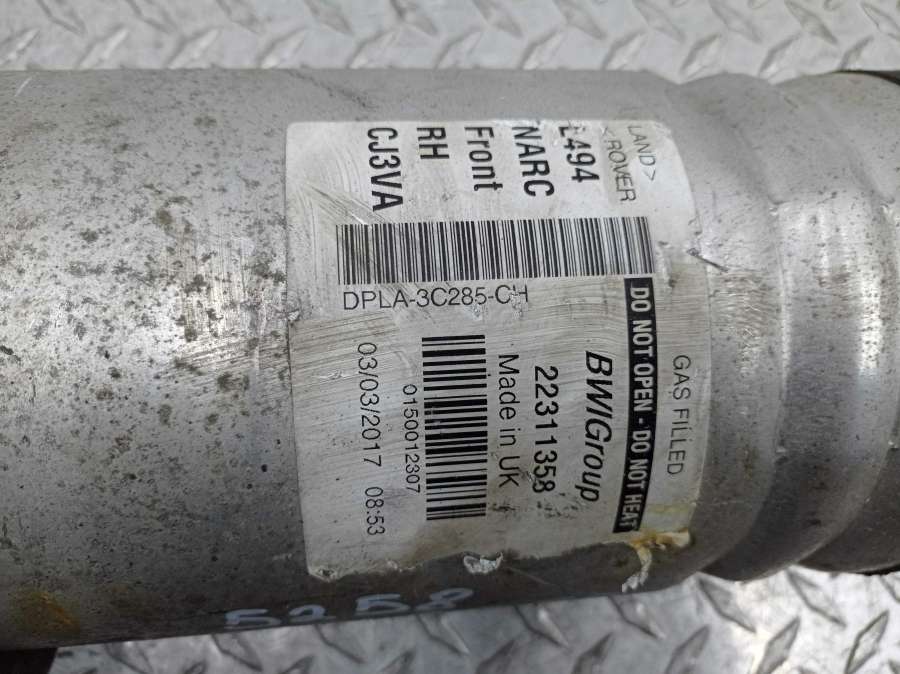 LAND >
< ROVER
L494
NARC
Front
RH
CJ3VA
DPLA-3C285-CH
GAS FILLED
DO NOT OPEN - DO NOT HEAT
BWIGroup
22311358
Made in UK
0150012307
03/03/2017 08:53
5258